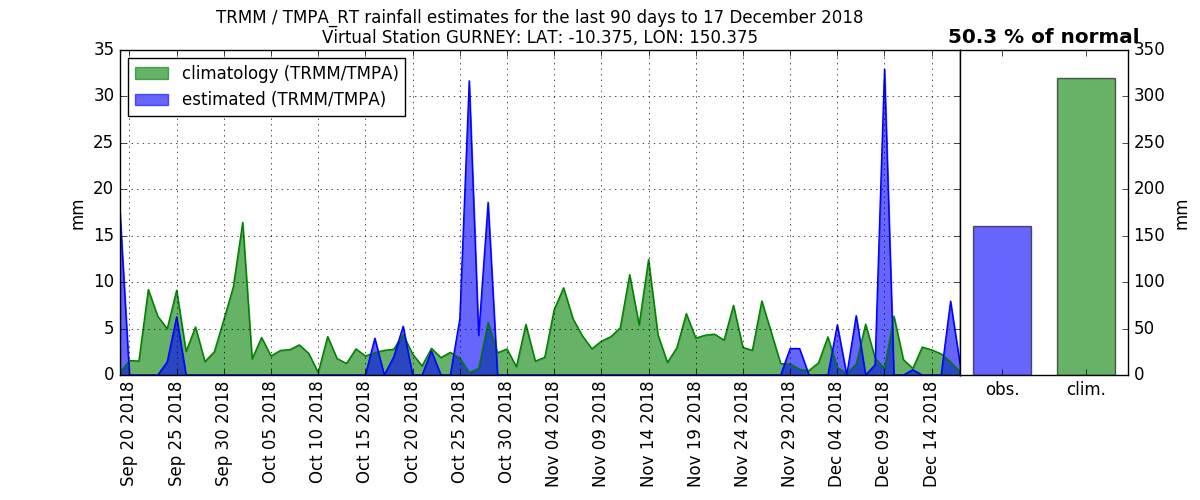 TRMM / TMPA_RT rainfall estimates for the last 90 days to 17 December 2018
Virtual Station GURNEY: LAT: -10.375, LON: 150.375
50.3 % of normal
climatology (TRMM/TMPA)
estimated (TRMM/TMPA)
35
30
25
20
15
10
5
0
mm
Sep 20 2018
Sep 25 2018
Sep 30 2018
Oct 05 2018
Oct 10 2018
Oct 15 2018
Oct 20 2018
Oct 25 2018
Oct 30 2018
Nov 04 2018
Nov 09 2018
Nov 14 2018
Nov 19 2018
Nov 24 2018
Nov 29 2018
Dec 04 2018
Dec 09 2018
Dec 14 2018
obs.
clim.
350
300
250
200
150
100
50
0
mm